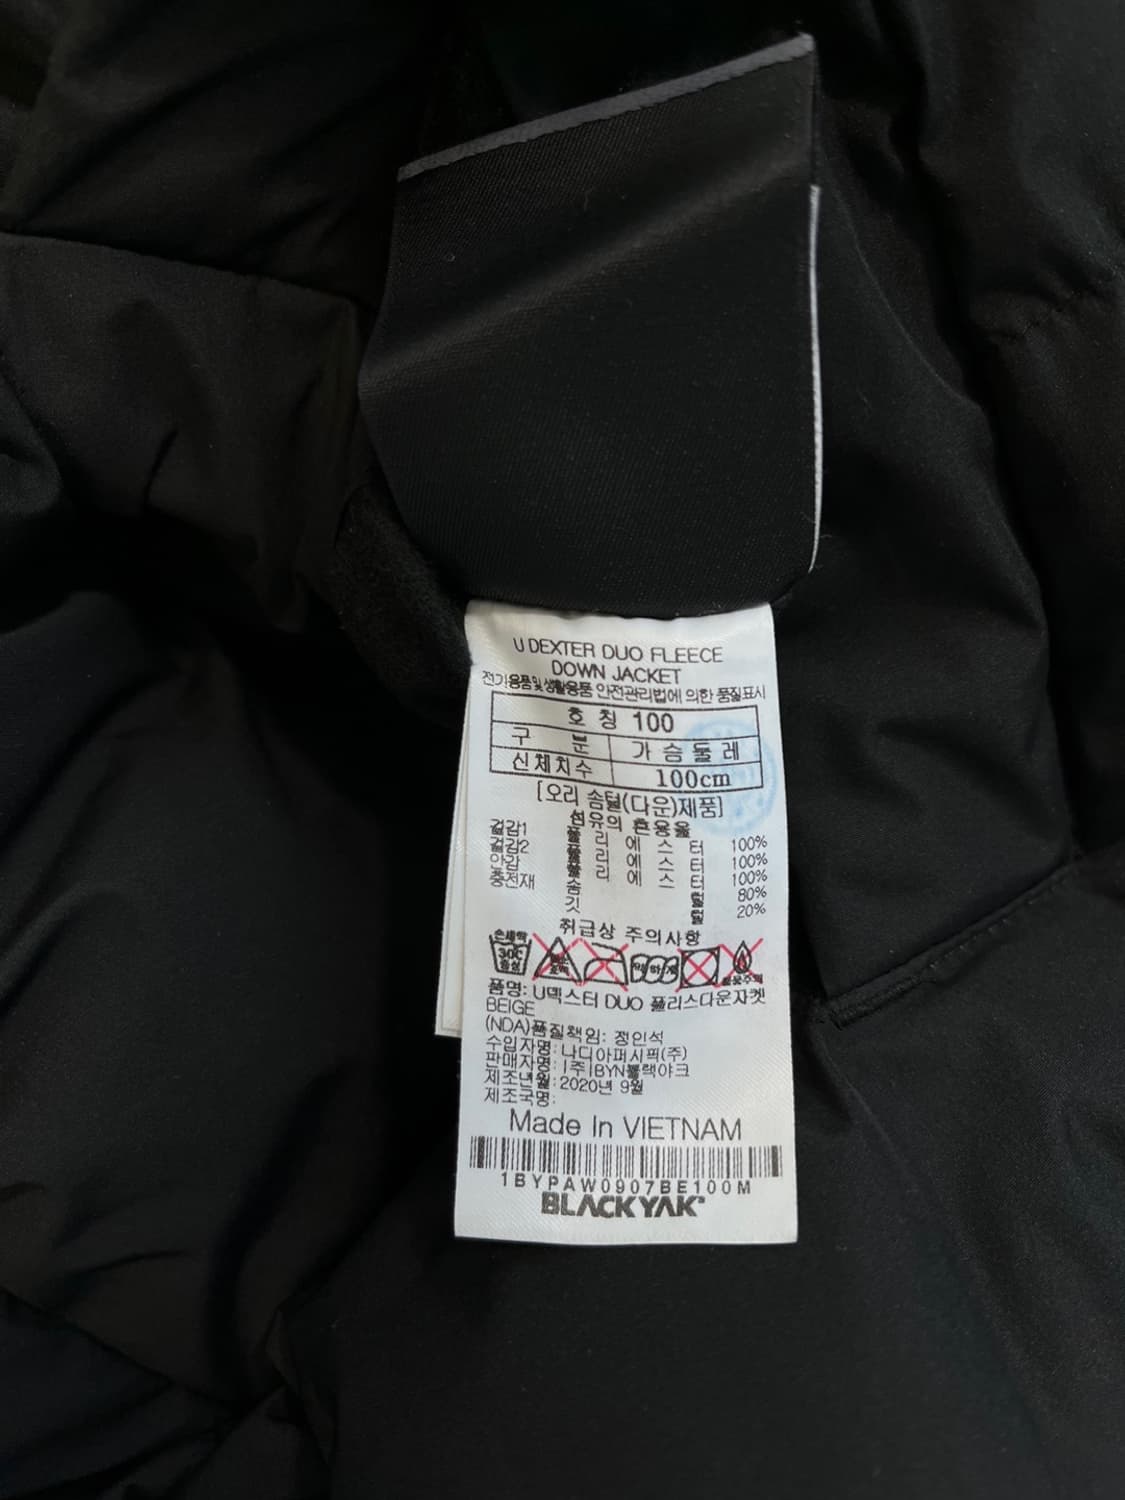 U DEXTER DUO FLEECE
DOWN JACKET
전기용품및생활용품 안전관리법에 의한 품질표시
호 칭 100
구 분 가 슴 둘 레
신체치수 100cm
[오리 솜털(다운)제품]
섬유의 혼용율
겉감1 폴 리 에 스 터 100%
겉감2 폴 리 에 스 터 100%
안감 폴 리 에 스 터 100%
충전재 솜 털 80%
깃 털 20%
취급상 주의사항
손세탁
30℃
중성
품명: U덱스터 DUO 플리스다운자켓
BEIGE
(NDA)품질책임: 정인석
수입자명: 나디아퍼시픽(주)
판매자명: (주)BYN블랙야크
제조년월: 2020년 9월
제조국명:
Made In VIETNAM
1BYPAW0907BE100M
BLACKYAK